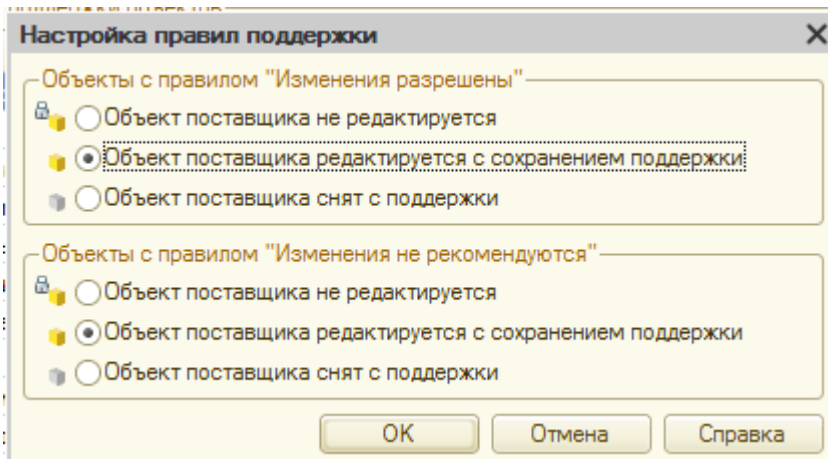 Настройка правил поддержки
Объекты с правилом "Изменения разрешены"
Объект поставщика не редактируется
Объект поставщика редактируется с сохранением поддержки
Объект поставщика снят с поддержки
Объекты с правилом "Изменения не рекомендуются"
Объект поставщика не редактируется
Объект поставщика редактируется с сохранением поддержки
Объект поставщика снят с поддержки
OK Отмена Справка